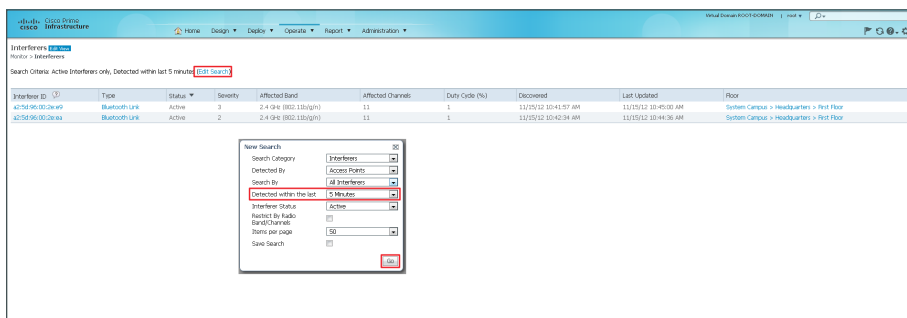 Virtual Domain ROOT-DOMAIN | root
cisco Cisco Prime Infrastructure
Home Design Deploy Operate Report Administration
Interferers Edit View
Monitor > Interferers
Search Criteria: Active Interferers only, Detected within last 5 minutes (Edit Search)
Interferer ID Type Status Severity Affected Band Affected Channels Duty Cycle (%) Discovered Last Updated Floor
a2:5d:96:00:2e:e9 Bluetooth Link Active 3 2.4 GHz (802.11b/g/n) 11 1 11/15/12 10:41:57 AM 11/15/12 10:45:00 AM System Campus > Headquarters > First Floor
a2:5d:96:00:2e:ea Bluetooth Link Active 2 2.4 GHz (802.11b/g/n) 11 1 11/15/12 10:42:34 AM 11/15/12 10:44:36 AM System Campus > Headquarters > First Floor
New Search
Search Category Interferers
Detected By Access Points
Search By All Interferers
Detected within the last 5 Minutes
Interferer Status Active
Restrict By Radio
Band/Channels
Items per page 50
Save Search
Go